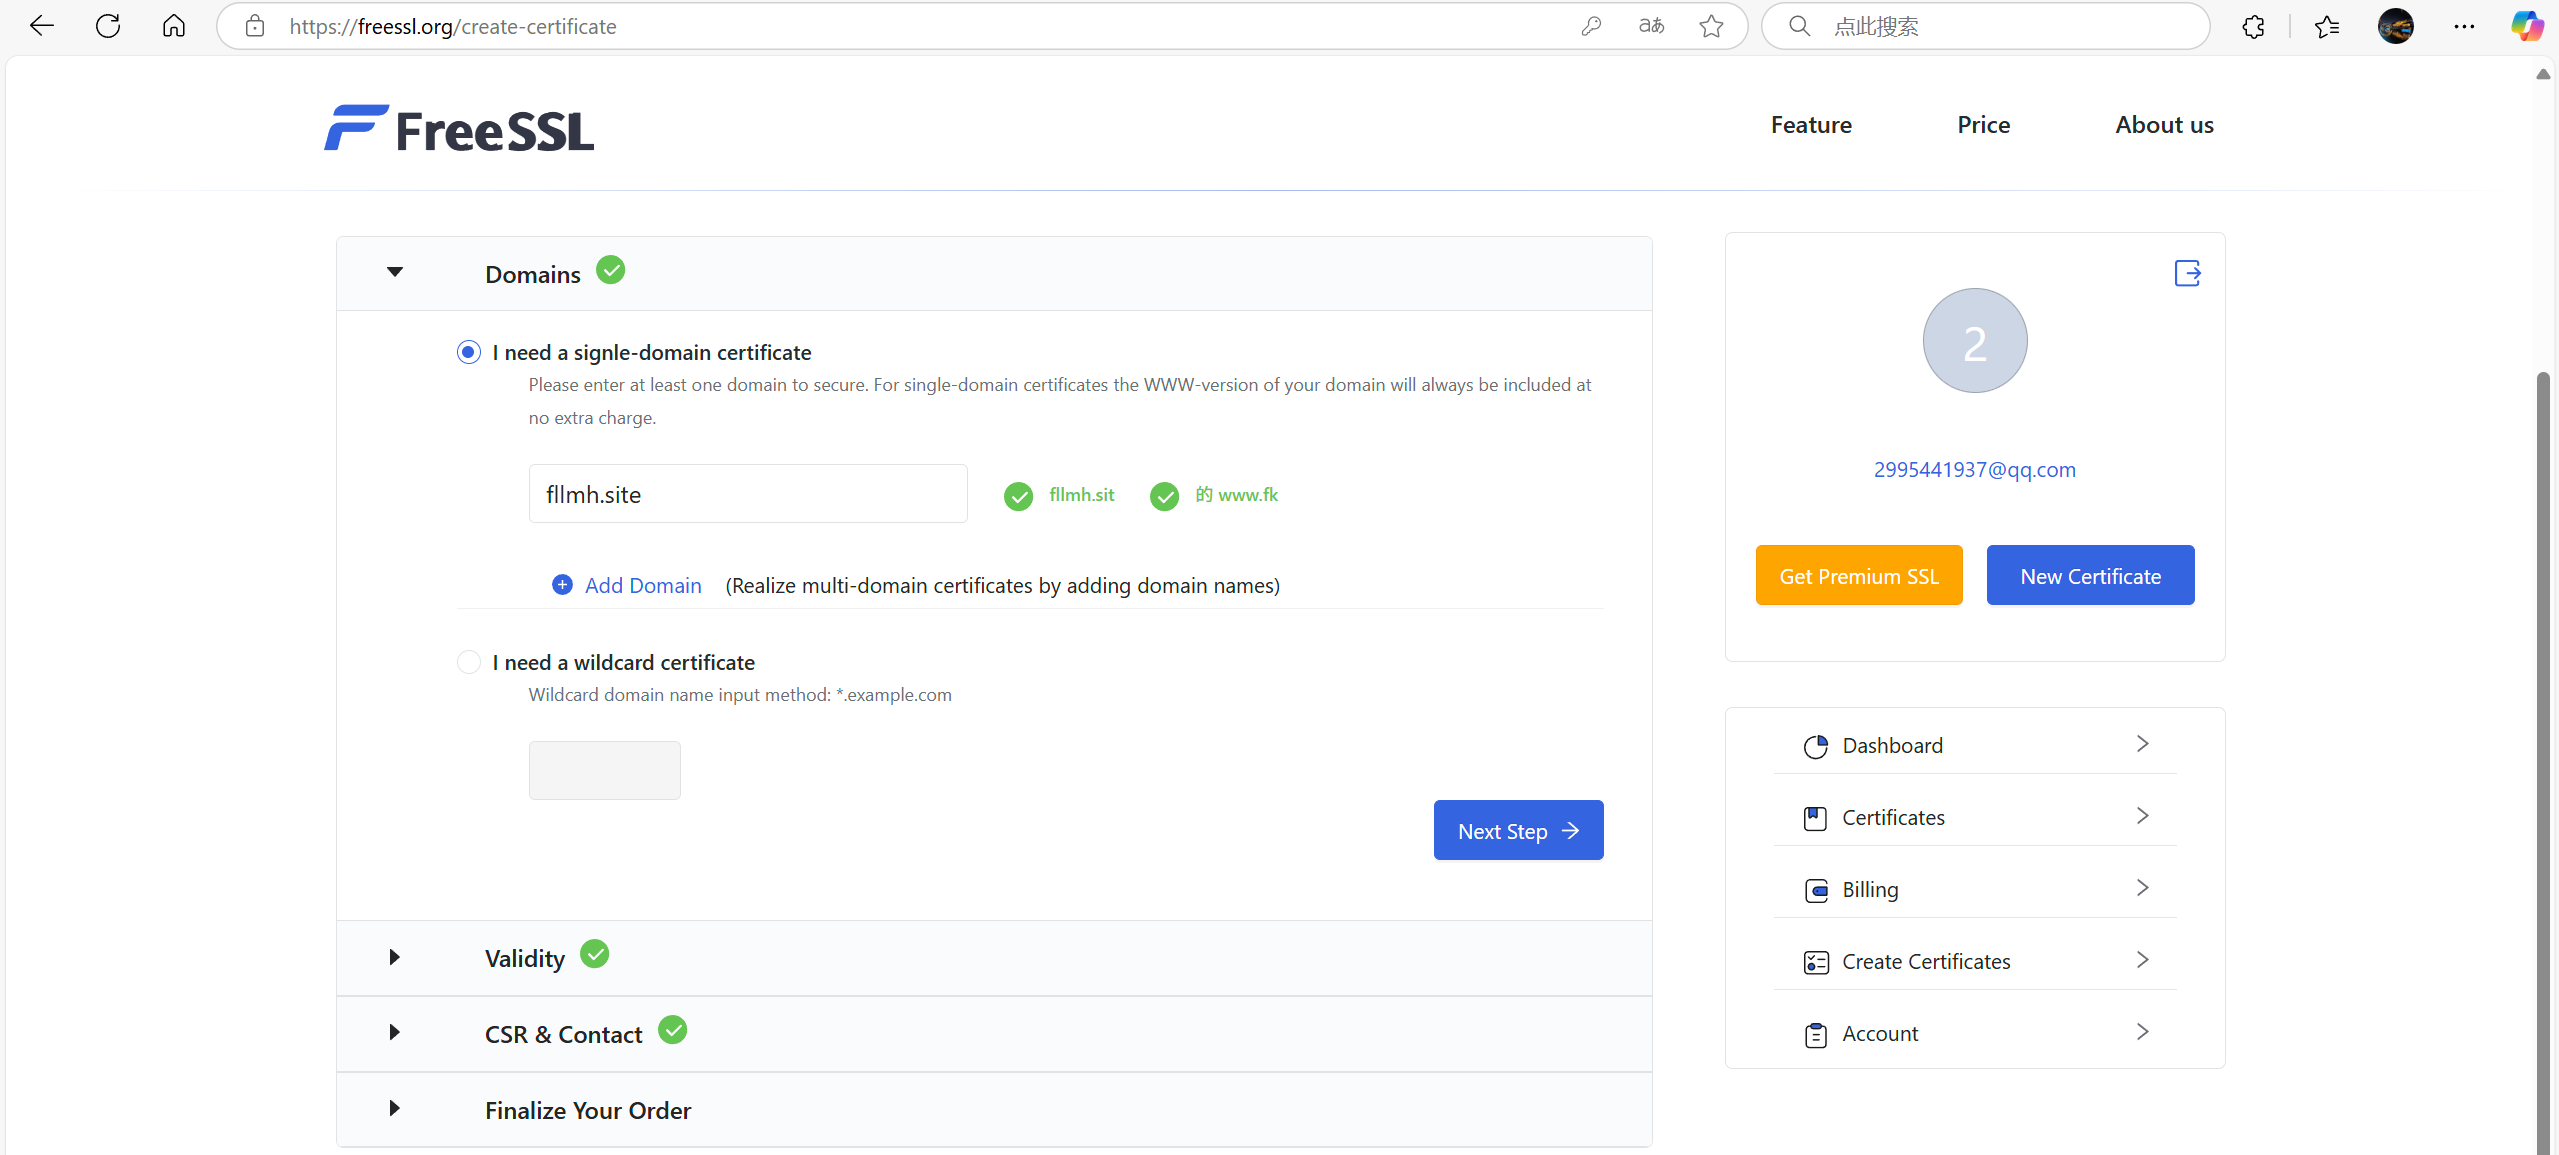 https://freessl.org/create-certificate
aあ
点此搜索
FreeSSL
Feature
Price
About us
Domains
I need a signle-domain certificate
Please enter at least one domain to secure. For single-domain certificates the WWW-version of your domain will always be included at
no extra charge.
fllmh.site
fllmh.sit
的 www.fk
Add Domain
(Realize multi-domain certificates by adding domain names)
I need a wildcard certificate
Wildcard domain name input method: *.example.com
Next Step
Validity
CSR & Contact
Finalize Your Order
2
2995441937@qq.com
Get Premium SSL
New Certificate
Dashboard
Certificates
Billing
Create Certificates
Account